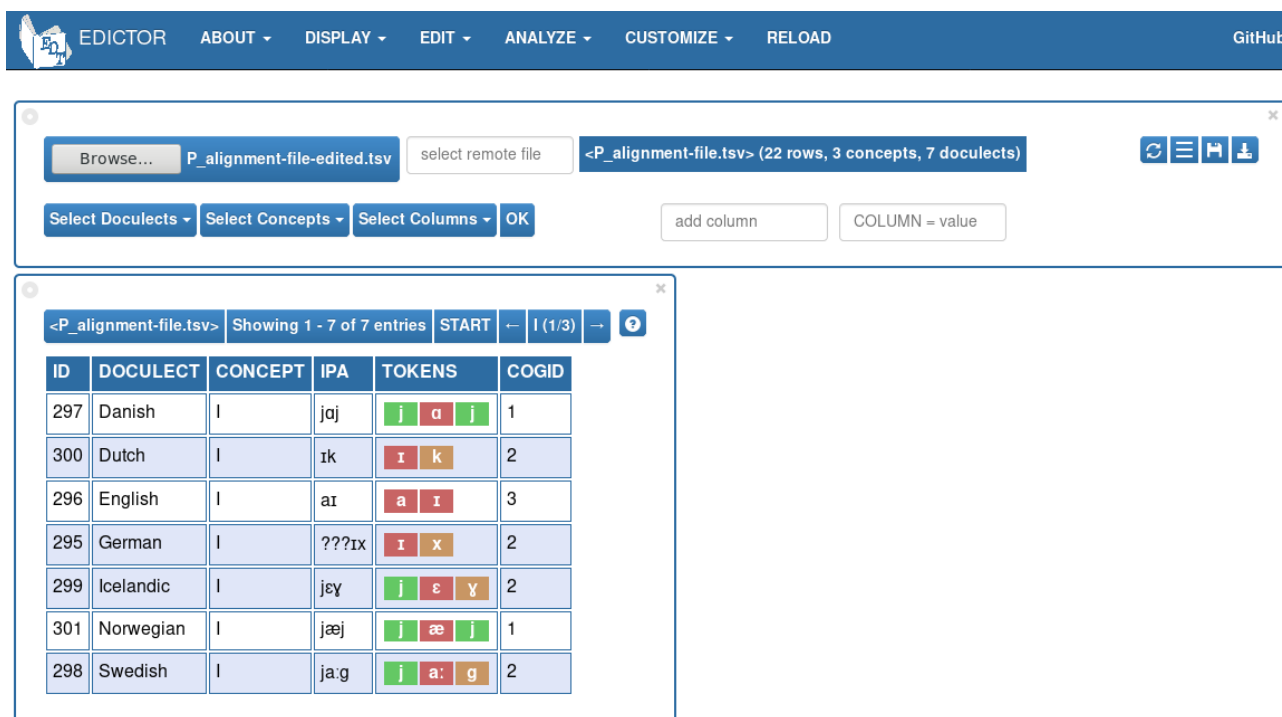 EDICTOR ABOUT DISPLAY EDIT ANALYZE CUSTOMIZE RELOAD GitHub
Browse... P_alignment-file-edited.tsv select remote file <P_alignment-file.tsv> (22 rows, 3 concepts, 7 doculects)
Select Doculects Select Concepts Select Columns OK add column COLUMN = value
<P_alignment-file.tsv> Showing 1 - 7 of 7 entries START ← I (1/3) → ?
ID DOCULECT CONCEPT IPA TOKENS COGID
297 Danish I jɑj j ɑ j 1
300 Dutch I ɪk ɪ k 2
296 English I aɪ a ɪ 3
295 German I ???ɪx ɪ x 2
299 Icelandic I jɛɣ j ɛ ɣ 2
301 Norwegian I jæj j æ j 1
298 Swedish I jaːg j aː g 2